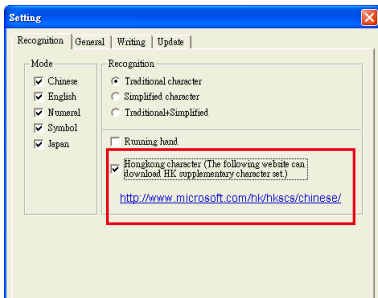 Setting
Recognition General Writing Update
Mode
Chinese
English
Numeral
Symbol
Japan
Recognition
Traditional character
Simplified character
Traditional+Simplified
Running hand
Hongkong character (The following website can
download HK supplementary character set.)
http://www.microsoft.com/hk/hkscs/chinese/